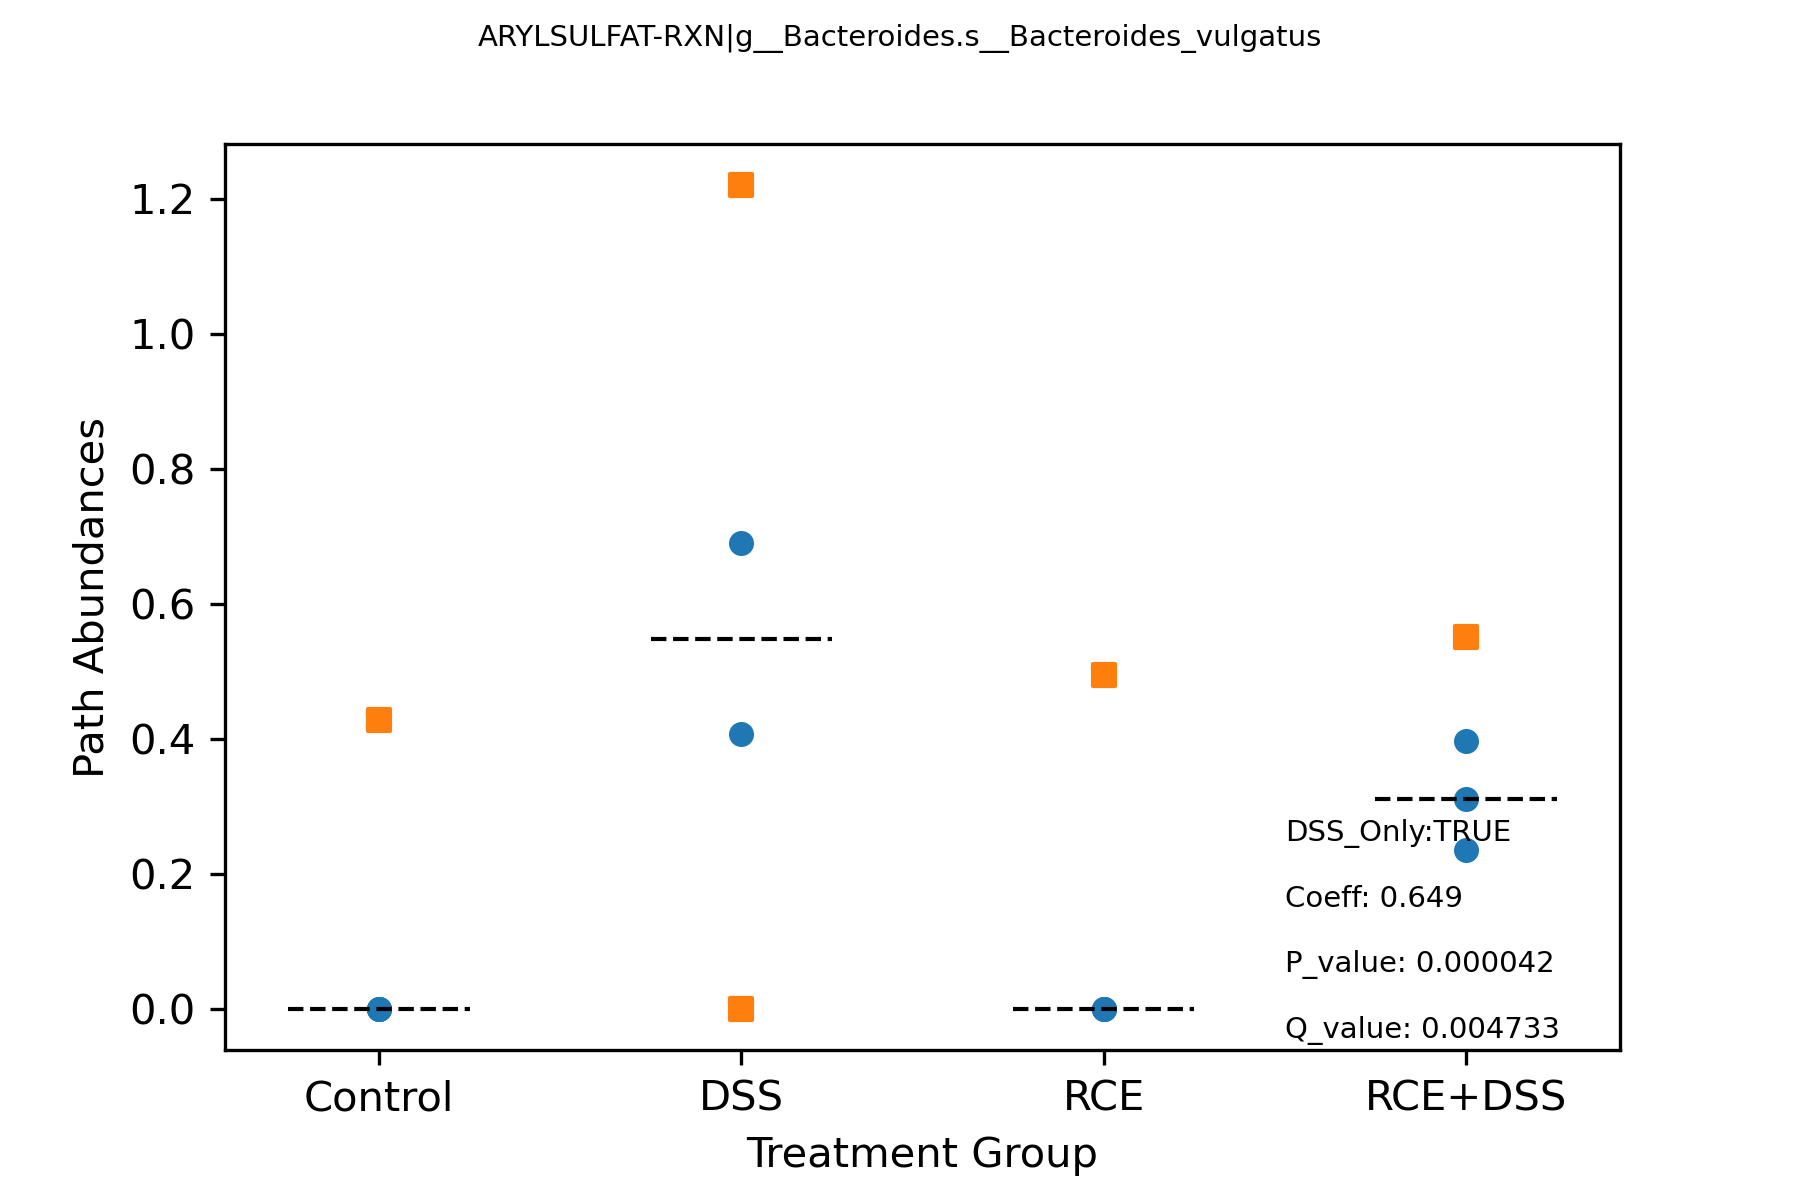 ARYLSULFAT-RXN|g__Bacteroides.s__Bacteroides_vulgatus
1.2
1.0
0.8
0.6
0.4
0.2
0.0
Path Abundances
DSS_Only:TRUE
Coeff: 0.649
P_value: 0.000042
Q_value: 0.004733
Control
DSS
RCE
RCE+DSS
Treatment Group